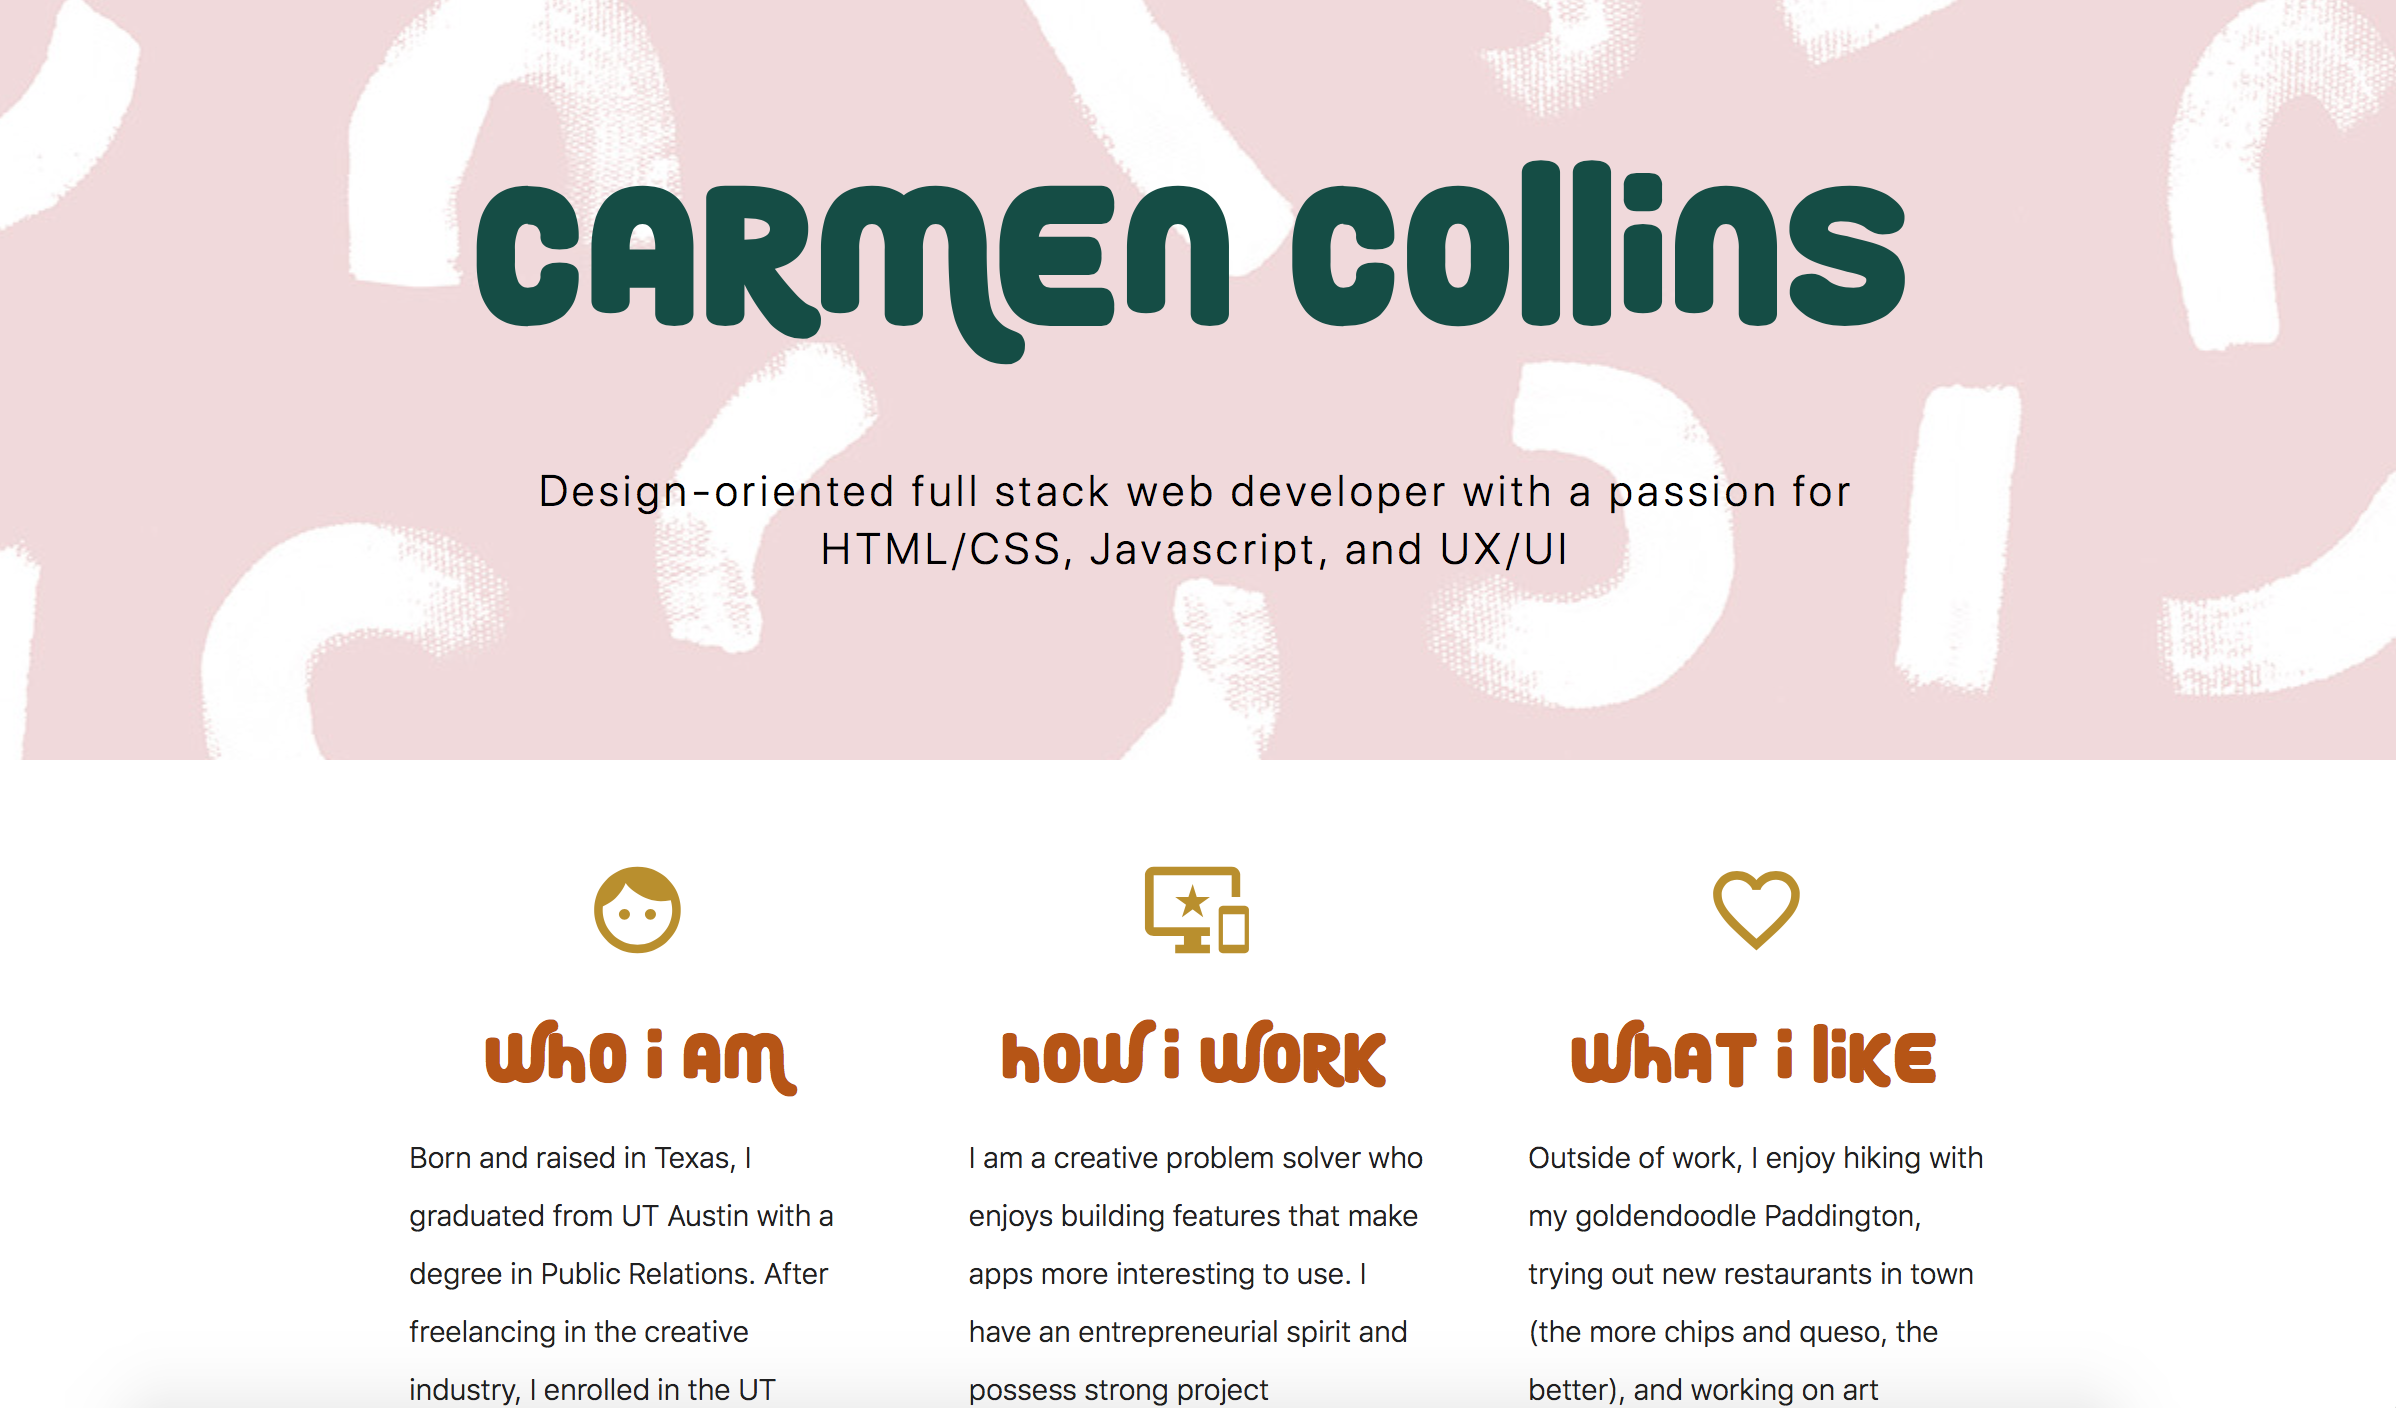 CARMEN COllinS
Design-oriented full stack web developer with a passion for
HTML/CSS, Javascript, and UX/UI
who i AM
how i WORK
whAT i liKE
Born and raised in Texas, I
graduated from UT Austin with a
degree in Public Relations. After
freelancing in the creative
industry, I enrolled in the UT
I am a creative problem solver who
enjoys building features that make
apps more interesting to use. I
have an entrepreneurial spirit and
possess strong project
Outside of work, I enjoy hiking with
my goldendoodle Paddington,
trying out new restaurants in town
(the more chips and queso, the
better), and working on art